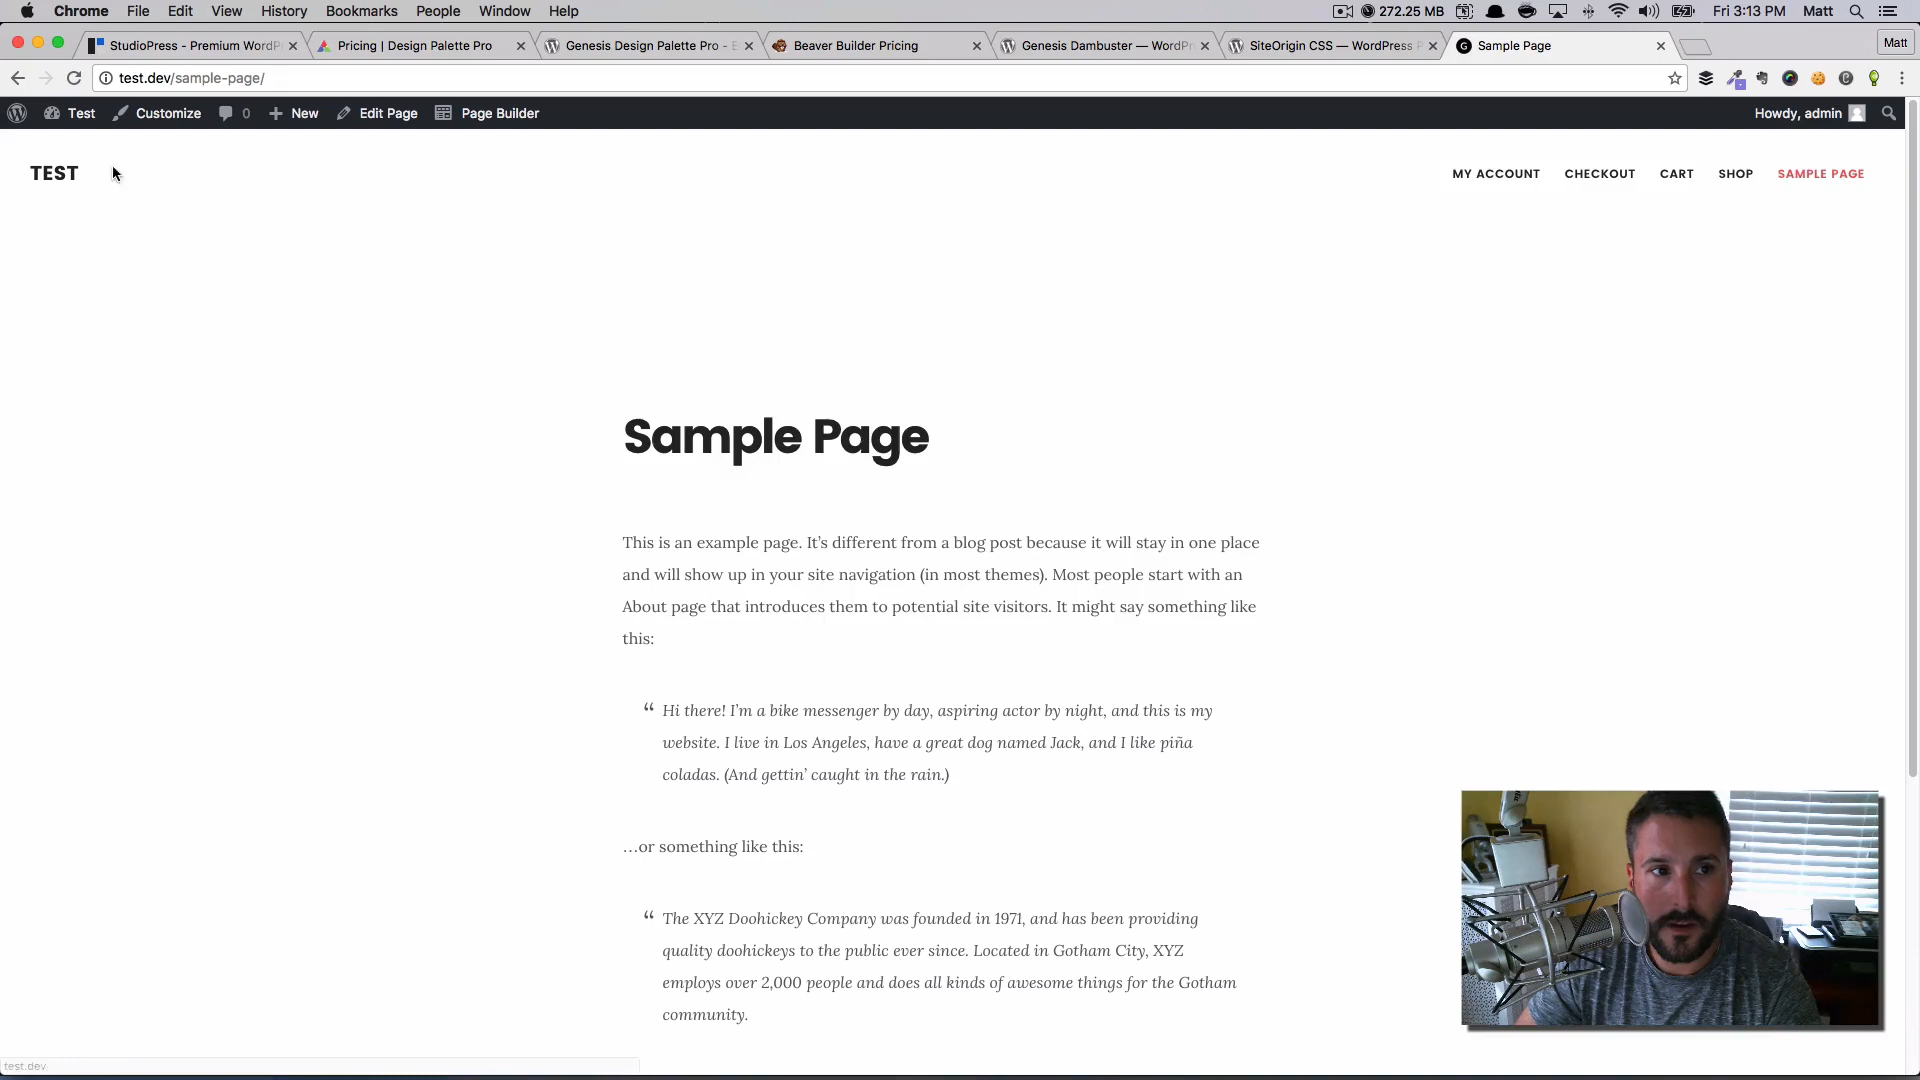 Chrome File Edit View History Bookmarks People Window Help 272.25 MB Fri 3:13 PM Matt
StudioPress - Premium WordP Pricing | Design Palette Pro Genesis Design Palette Pro - E Beaver Builder Pricing Genesis Dambuster — WordPr SiteOrigin CSS — WordPress P Sample Page Matt
test.dev/sample-page/
Test Customize 0 New Edit Page Page Builder Howdy, admin
TEST MY ACCOUNT CHECKOUT CART SHOP SAMPLE PAGE
Sample Page
This is an example page. It’s different from a blog post because it will stay in one place
and will show up in your site navigation (in most themes). Most people start with an
About page that introduces them to potential site visitors. It might say something like
this:
“ Hi there! I’m a bike messenger by day, aspiring actor by night, and this is my
website. I live in Los Angeles, have a great dog named Jack, and I like piña
coladas. (And gettin’ caught in the rain.)
…or something like this:
“ The XYZ Doohickey Company was founded in 1971, and has been providing
quality doohickeys to the public ever since. Located in Gotham City, XYZ
employs over 2,000 people and does all kinds of awesome things for the Gotham
community.
test.dev